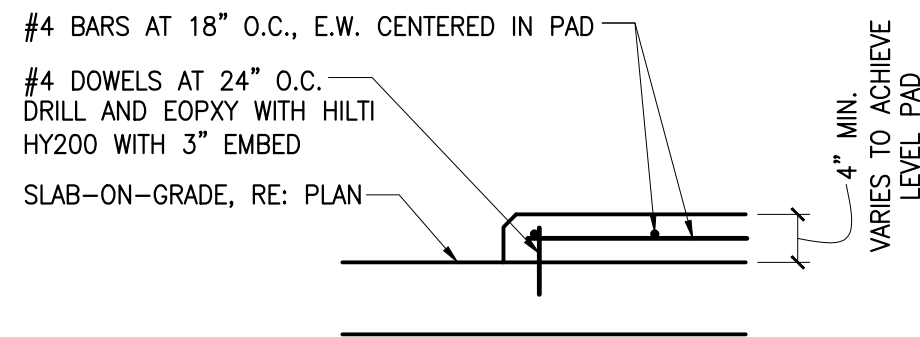 #4 BARS AT 18" O.C., E.W. CENTERED IN PAD
#4 DOWELS AT 24" O.C.
DRILL AND EOPXY WITH HILTI
HY200 WITH 3" EMBED
SLAB-ON-GRADE, RE: PLAN
4" MIN.
VARIES TO ACHIEVE
LEVEL PAD